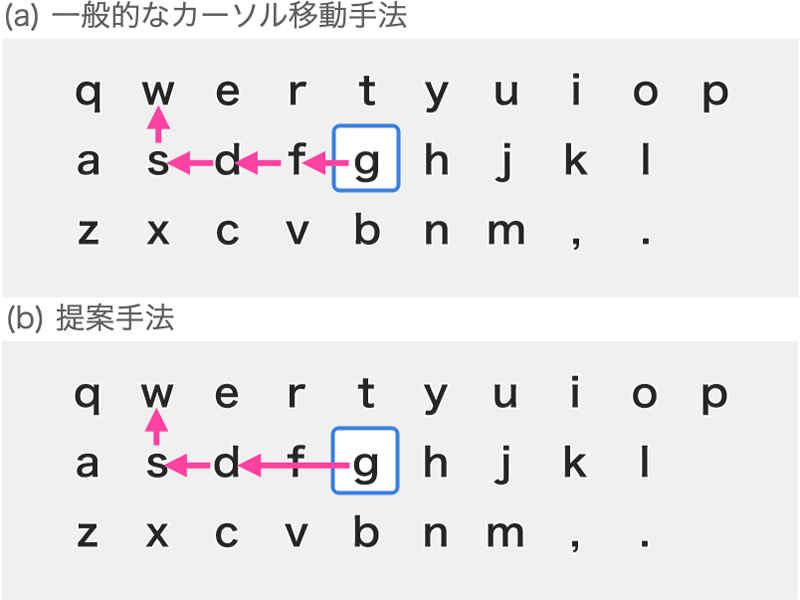 (a) 一般的なカーソル移動手法
q w e r t y u i o p
a s d f g h j k l
z x c v b n m , .
(b) 提案手法
q w e r t y u i o p
a s d f g h j k l
z x c v b n m , .